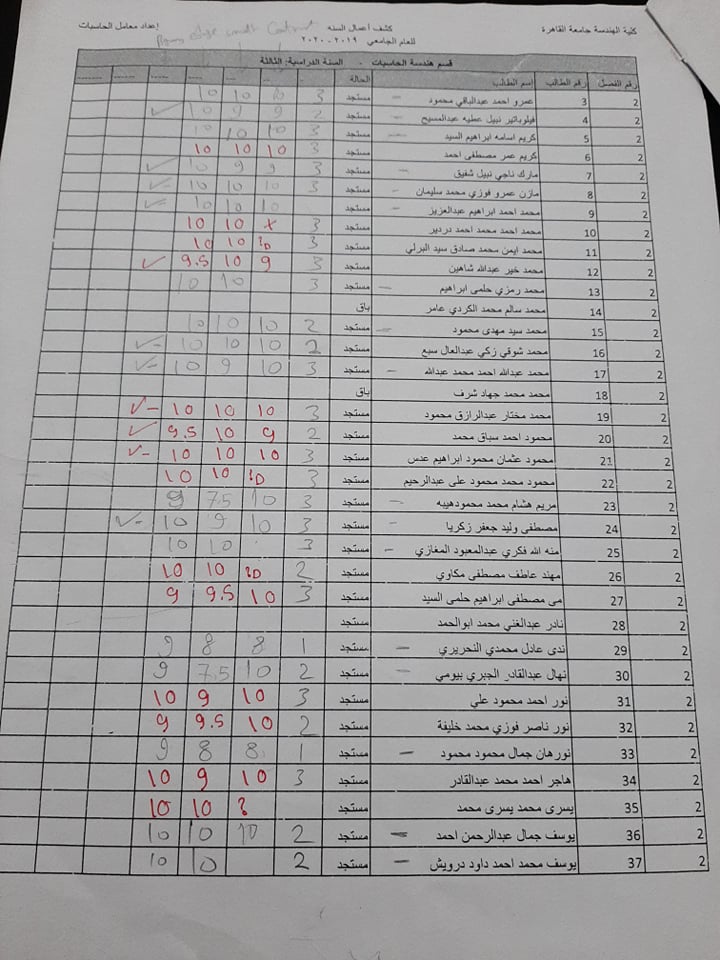 كلية الهندسة جامعة القاهرة
كشف أعمال السنه
إعداد معامل الحاسبات
للعام الجامعي ٢٠١٩ - ٢٠٢٠
قسم هندسة الحاسبات - السنة الدراسية: الثالثة
رقم الفصل رقم الطالب اسم الطالب الحالة
2 3 عمرو احمد عبدالباقي محمود مستجد 3 10 10 10
2 4 فيلوباتير نبيل عطيه عبدالمسيح مستجد 2 9 9 10 ✓
2 5 كريم اسامه ابراهيم السيد مستجد 3 10 10 10
2 6 كريم عمر مصطفى احمد مستجد 3 10 10 10
2 7 مارك ناجي نبيل شفيق مستجد 3 9 9 10 ✓
2 8 مازن عمرو فوزي محمد سليمان مستجد 3 10 10 10 ✓
2 9 محمد احمد ابراهيم عبدالعزيز مستجد 10 10 10 ✓
2 10 محمد احمد محمد احمد دردير مستجد 3 x 10 10
2 11 محمد ايمن محمد صادق سيد البرلي مستجد 3 10 10
2 12 محمد خير عبدالله شاهين مستجد 3 9 10 9.5 ✓
2 13 محمد رمزي حلمى ابراهيم مستجد 3 10 10
2 14 محمد سالم محمد الكردي عامر باق
2 15 محمد سيد مهدى محمود مستجد 2 10 10 10
2 16 محمد شوقي زكي عبدالعال سبع مستجد 2 10 10 10 ✓-
2 17 محمد عبدالله احمد محمد عبدالله مستجد 3 10 9 10 ✓-
2 18 محمد محمد جهاد شرف باق
2 19 محمد مختار عبدالرازق محمود مستجد 3 10 10 10 ✓-
2 20 محمود احمد سباق محمد مستجد 2 9 10 9.5 ✓
2 21 محمود عثمان محمود ابراهيم عدس مستجد 3 10 10 10 ✓-
2 22 محمود محمد محمود على عبدالرحيم مستجد 3 10 10
2 23 مريم هشام محمد محمودهيبه مستجد 3 10 7.5 9
2 24 مصطفى وليد جعفر زكريا مستجد 3 10 9 10 ✓-
2 25 منه الله فكري عبدالمعبود المغازي مستجد 3 10 10
2 26 مهند عاطف مصطفى مكاوي مستجد 2 10 10
2 27 مى مصطفى ابراهيم حلمى السيد مستجد 3 10 9.5 9
2 28 نادر عبدالغني محمد ابوالحمد مستجد
2 29 ندى عادل محمدي النحريري مستجد 1 8 8 9
2 30 نهال عبدالقادر الجبري بيومي مستجد 2 10 7.5 9
2 31 نور احمد محمود علي مستجد 3 10 9 10
2 32 نور ناصر فوزي محمد خليفة مستجد 2 10 9.5 9
2 33 نورهان جمال محمود محمود مستجد 1 8 8 9
2 34 هاجر احمد محمد عبدالقادر مستجد 3 10 9 10
2 35 يسرى محمد يسرى محمد مستجد ? 10 10
2 36 يوسف جمال عبدالرحمن احمد مستجد 2 10 10 10
2 37 يوسف محمد احمد داود درويش مستجد 2 10 10